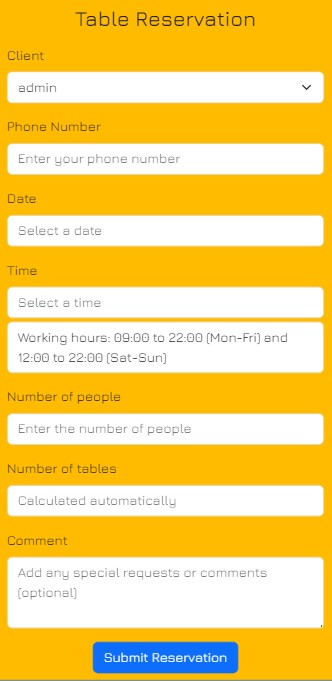 Table Reservation
Client
admin
Phone Number
Enter your phone number
Date
Select a date
Time
Select a time
Working hours: 09:00 to 22:00 (Mon-Fri) and
12:00 to 22:00 (Sat-Sun)
Number of people
Enter the number of people
Number of tables
Calculated automatically
Comment
Add any special requests or comments
(optional)
Submit Reservation